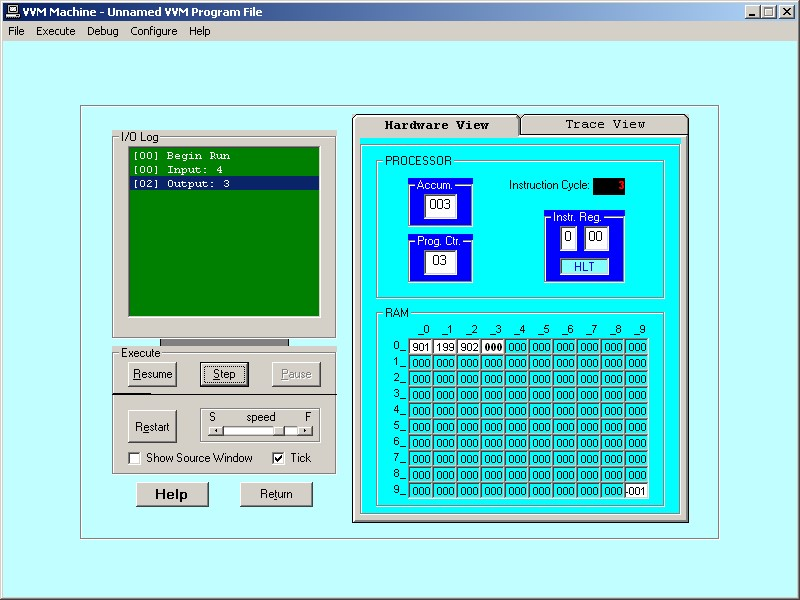 VVM Machine - Unnamed VVM Program File
File Execute Debug Configure Help
I/O Log
[00] Begin Run
[00] Input: 4
[02] Output: 3
Execute
Resume Step Pause
Restart
S speed F
Show Source Window Tick
Help Return
Hardware View Trace View
PROCESSOR
Accum.
003
Instruction Cycle: 3
Prog. Ctr.
03
Instr. Reg.
0 00
HLT
RAM
_0 _1 _2 _3 _4 _5 _6 _7 _8 _9
0_ 901 199 902 000 000 000 000 000 000 000
1_ 000 000 000 000 000 000 000 000 000 000
2_ 000 000 000 000 000 000 000 000 000 000
3_ 000 000 000 000 000 000 000 000 000 000
4_ 000 000 000 000 000 000 000 000 000 000
5_ 000 000 000 000 000 000 000 000 000 000
6_ 000 000 000 000 000 000 000 000 000 000
7_ 000 000 000 000 000 000 000 000 000 000
8_ 000 000 000 000 000 000 000 000 000 000
9_ 000 000 000 000 000 000 000 000 000 -001